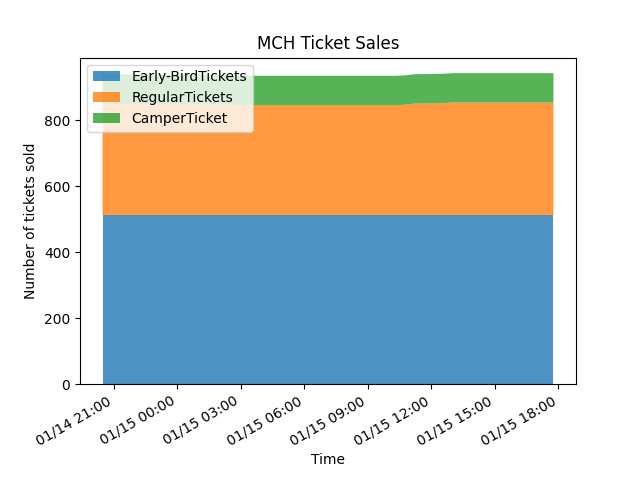 MCH Ticket Sales
Early-BirdTickets
RegularTickets
CamperTicket
Number of tickets sold
800
600
400
200
0
01/14 21:00
01/15 00:00
01/15 03:00
01/15 06:00
01/15 09:00
01/15 12:00
01/15 15:00
01/15 18:00
Time